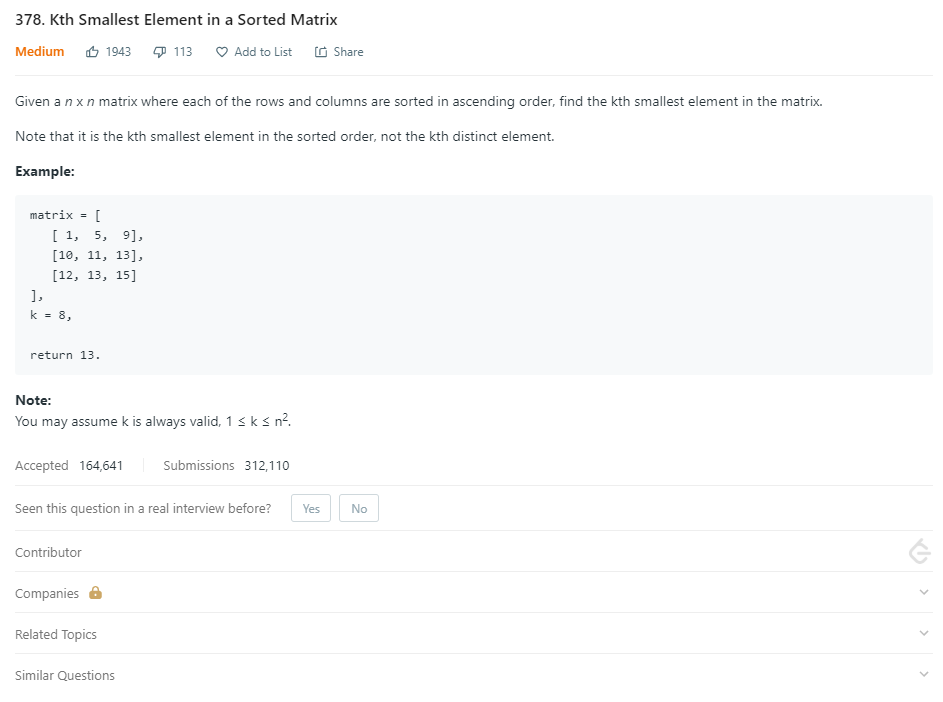 378. Kth Smallest Element in a Sorted Matrix
Medium 1943 113 Add to List Share
Given a n x n matrix where each of the rows and columns are sorted in ascending order, find the kth smallest element in the matrix.
Note that it is the kth smallest element in the sorted order, not the kth distinct element.
Example:
matrix = [
   [ 1,  5,  9],
   [10, 11, 13],
   [12, 13, 15]
],
k = 8,
return 13.
Note:
You may assume k is always valid, 1 ≤ k ≤ n².
Accepted 164,641 Submissions 312,110
Seen this question in a real interview before? Yes No
Contributor
Companies
Related Topics
Similar Questions